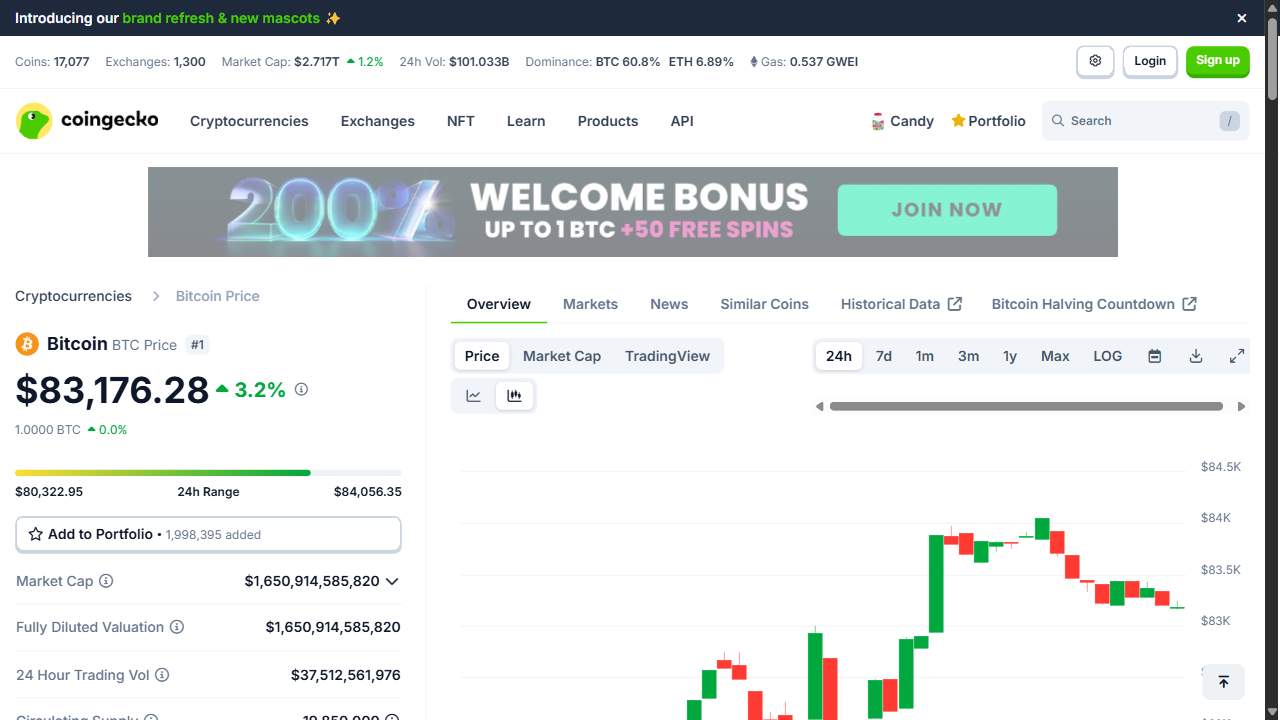 Introducing our brand refresh & new mascots ✨
Coins: 17,077 Exchanges: 1,300 Market Cap: $2.717T 1.2% 24h Vol: $101.033B Dominance: BTC 60.8% ETH 6.89% Gas: 0.537 GWEI
Login
Sign up
coingecko Cryptocurrencies Exchanges NFT Learn Products API Candy Portfolio Search /
200% WELCOME BONUS
UP TO 1 BTC +50 FREE SPINS
JOIN NOW
Cryptocurrencies Bitcoin Price
Bitcoin BTC Price #1
$83,176.28 3.2%
1.0000 BTC 0.0%
$80,322.95 24h Range $84,056.35
Add to Portfolio • 1,998,395 added
Market Cap $1,650,914,585,820
Fully Diluted Valuation $1,650,914,585,820
24 Hour Trading Vol $37,512,561,976
Overview Markets News Similar Coins Historical Data Bitcoin Halving Countdown
Price Market Cap TradingView
24h 7d 1m 3m 1y Max LOG
$84.5K
$84K
$83.5K
$83K